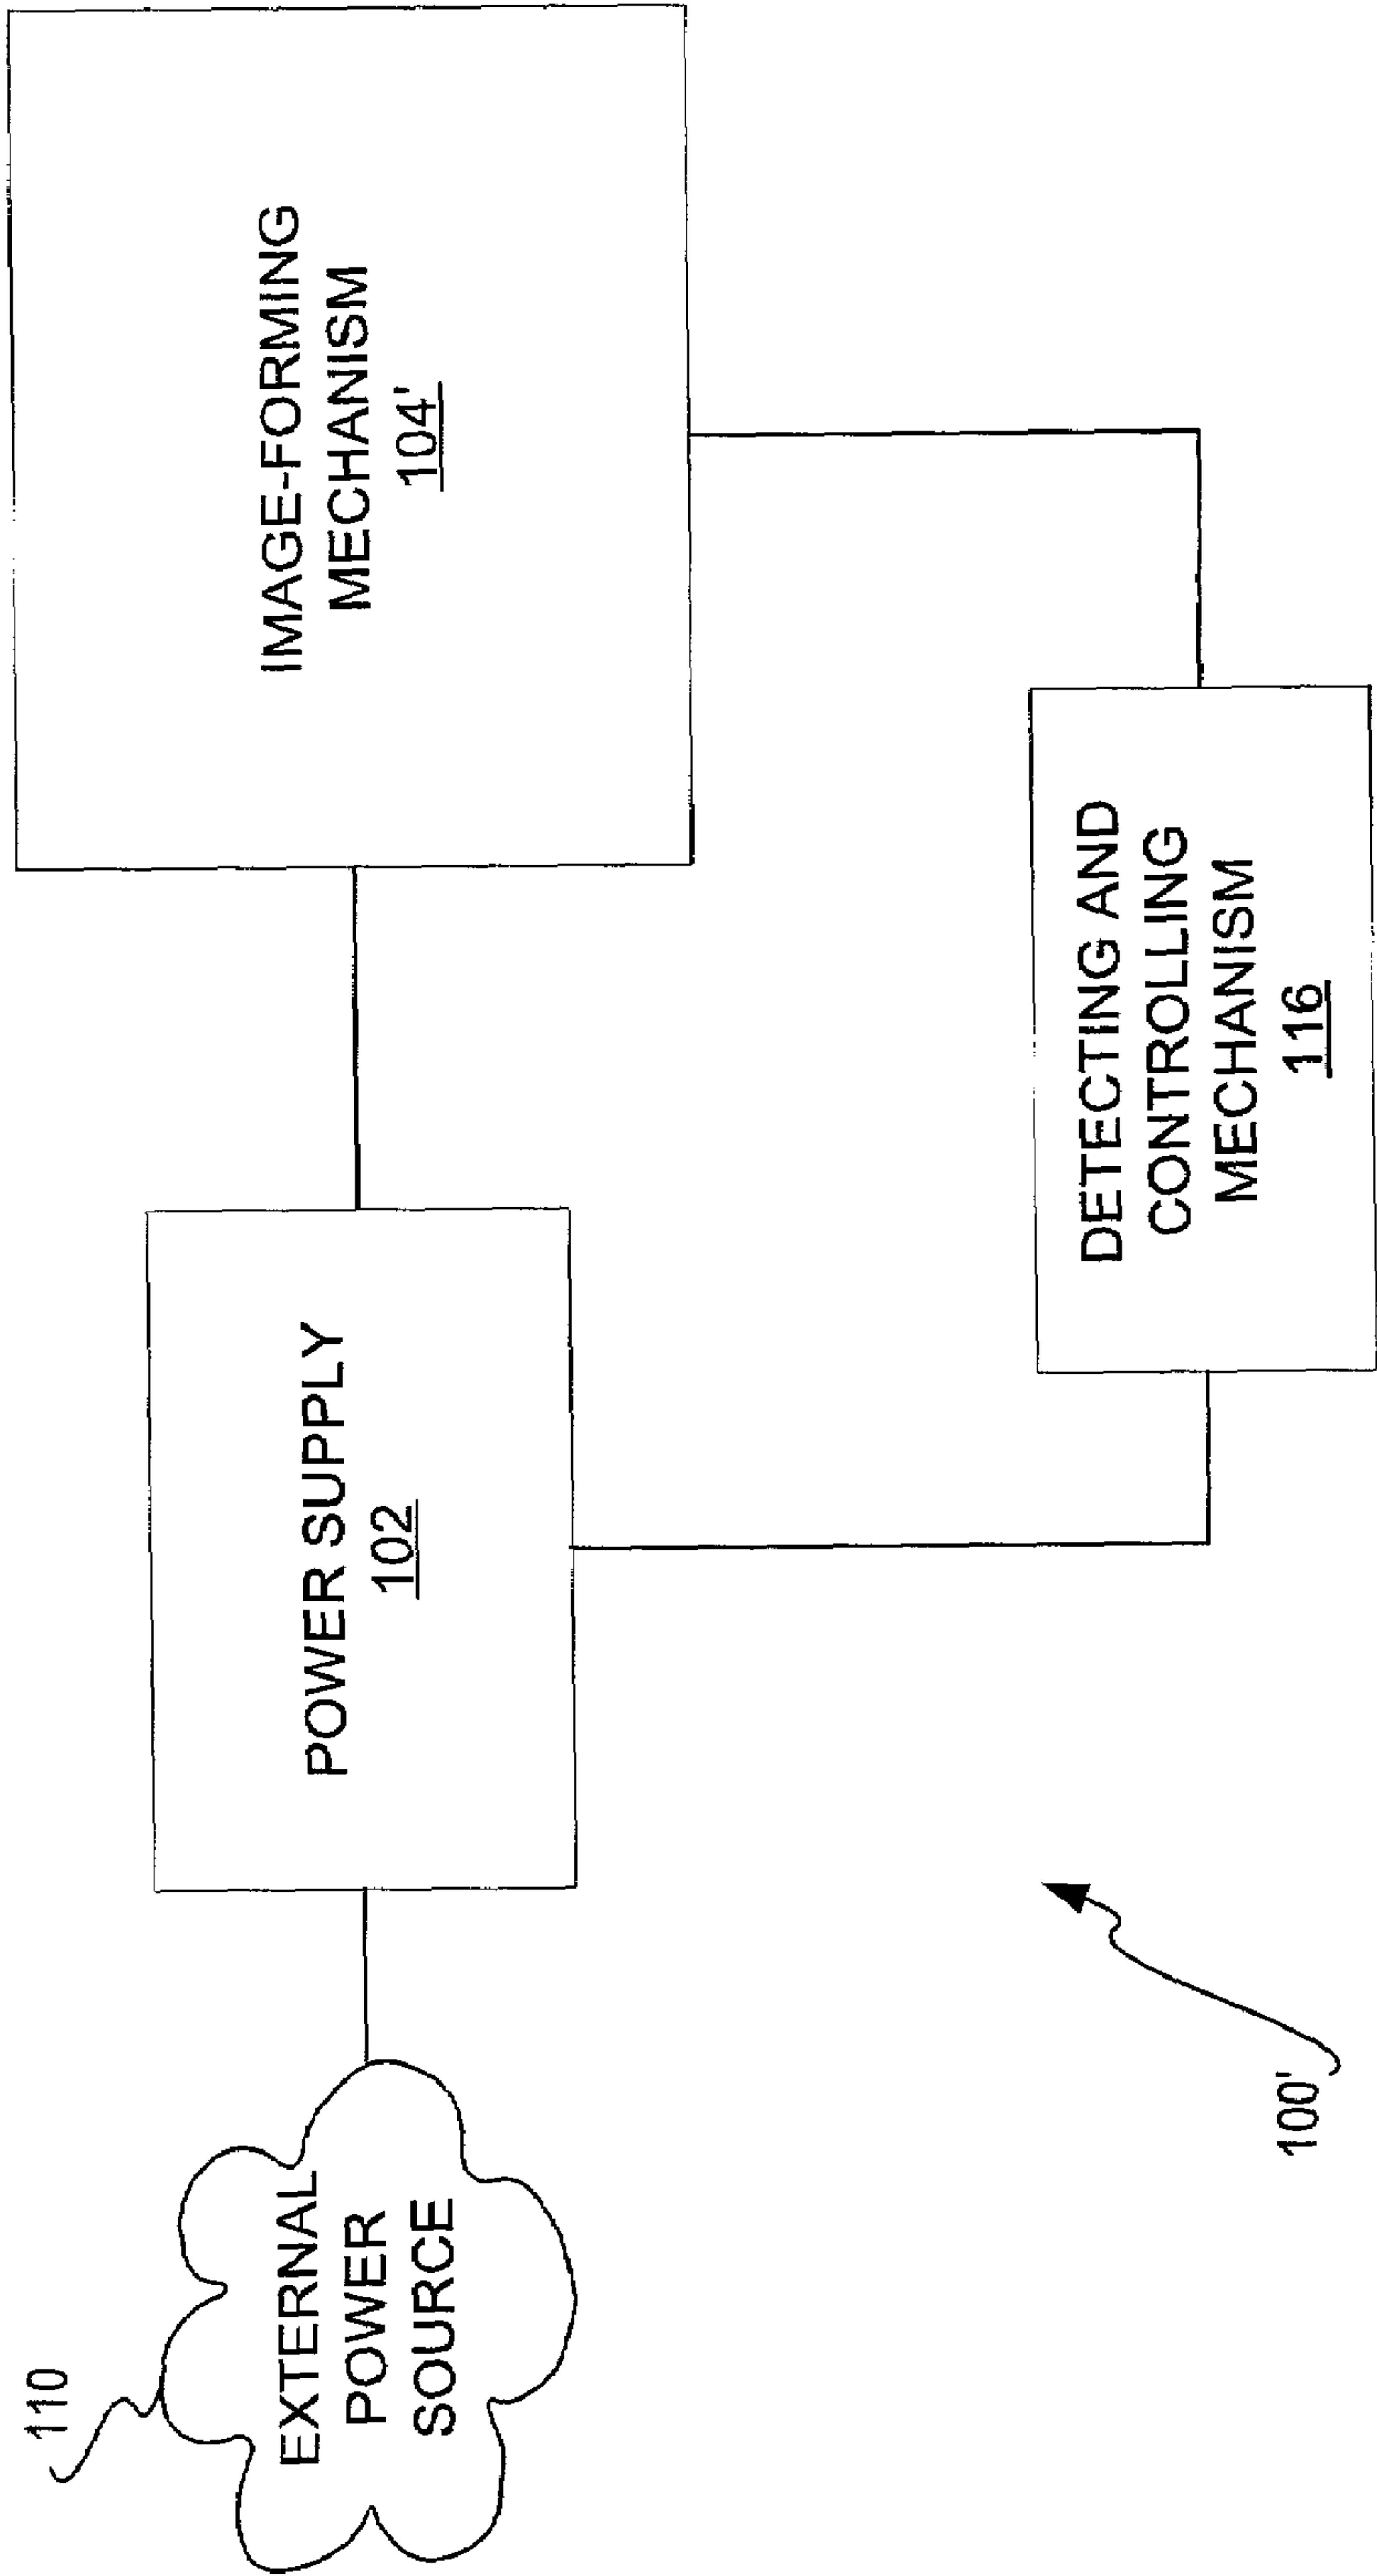 110
EXTERNAL
POWER
SOURCE
POWER SUPPLY
102
IMAGE-FORMING
MECHANISM
104'
DETECTING AND
CONTROLLING
MECHANISM
116
100'